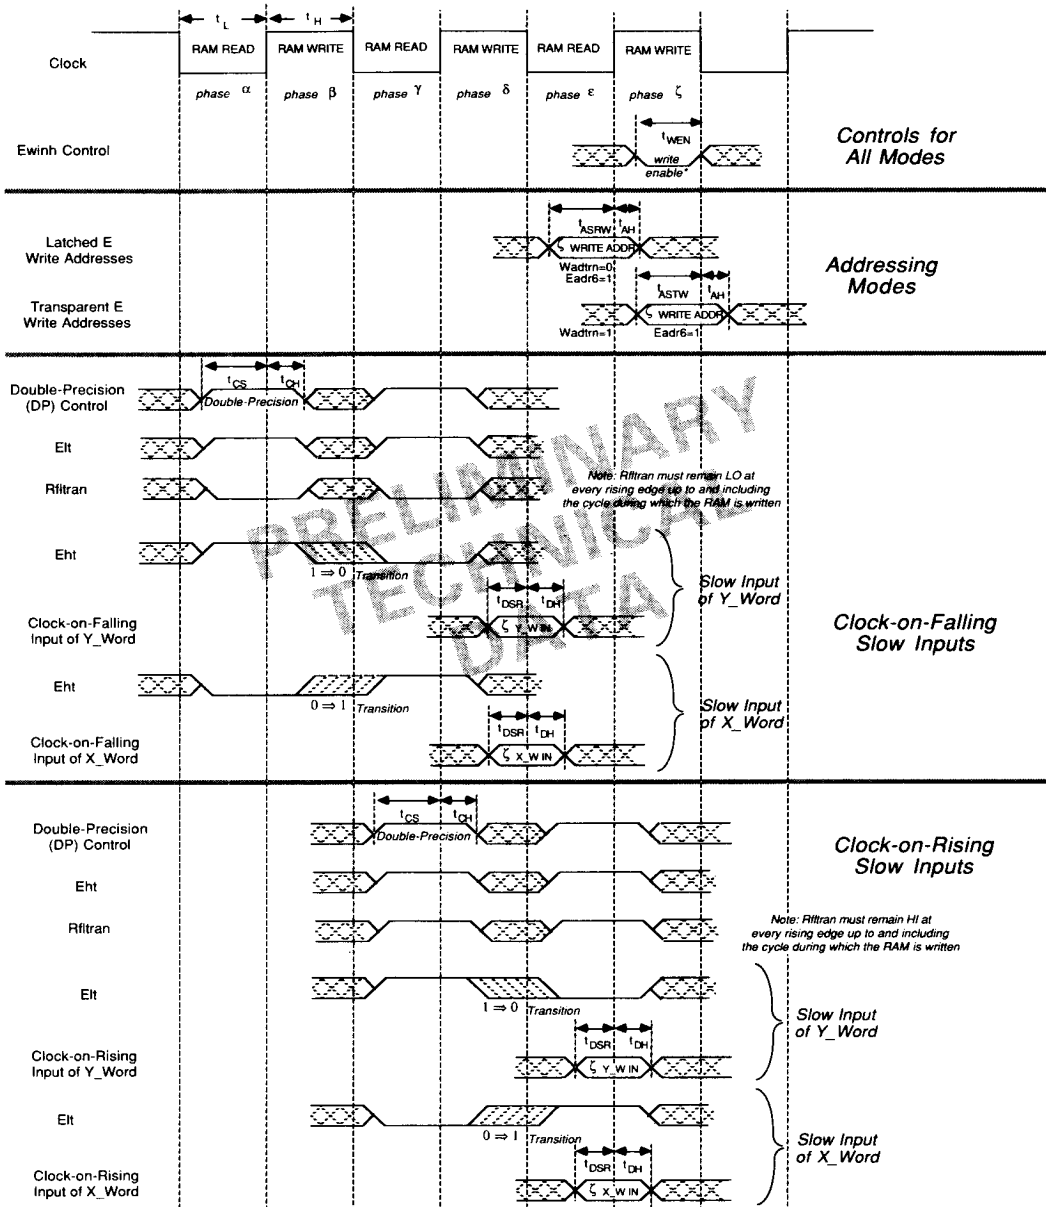 t L
t H
RAM READ
RAM WRITE
RAM READ
RAM WRITE
RAM READ
RAM WRITE
Clock
phase α
phase β
phase γ
phase δ
phase ε
phase ζ
t WEN
Ewinh Control
write
enable*
Controls for
All Modes
t ASRW
t AH
Latched E
Write Addresses
ζ WRITE ADDR
Wadtrn=0
Eadr6=1
Addressing
Modes
t ASTW
t AH
Transparent E
Write Addresses
ζ WRITE ADDR
Wadtrn=1
Eadr6=1
t CS
t CH
Double-Precision
(DP) Control
Double-Precision
Elt
Rfltran
Note: Rfltran must remain LO at
every rising edge up to and including
the cycle during which the RAM is written
Eht
1 ⇒ 0 Transition
Slow Input
of Y_Word
t DSR
t DH
Clock-on-Falling
Input of Y_Word
ζ Y_W IN
Clock-on-Falling
Slow Inputs
Eht
0 ⇒ 1 Transition
Slow Input
of X_Word
t DSR
t DH
Clock-on-Falling
Input of X_Word
ζ X_W IN
PRELIMINARY
TECHNICAL
DATA
t CS
t CH
Double-Precision
(DP) Control
Double-Precision
Clock-on-Rising
Slow Inputs
Eht
Rfltran
Note: Rfltran must remain HI at
every rising edge up to and including
the cycle during which the RAM is written
Elt
1 ⇒ 0 Transition
Slow Input
of Y_Word
t DSR
t DH
Clock-on-Rising
Input of Y_Word
ζ Y_W IN
Elt
0 ⇒ 1 Transition
Slow Input
of X_Word
t DSR
t DH
Clock-on-Rising
Input of X_Word
ζ X_W IN